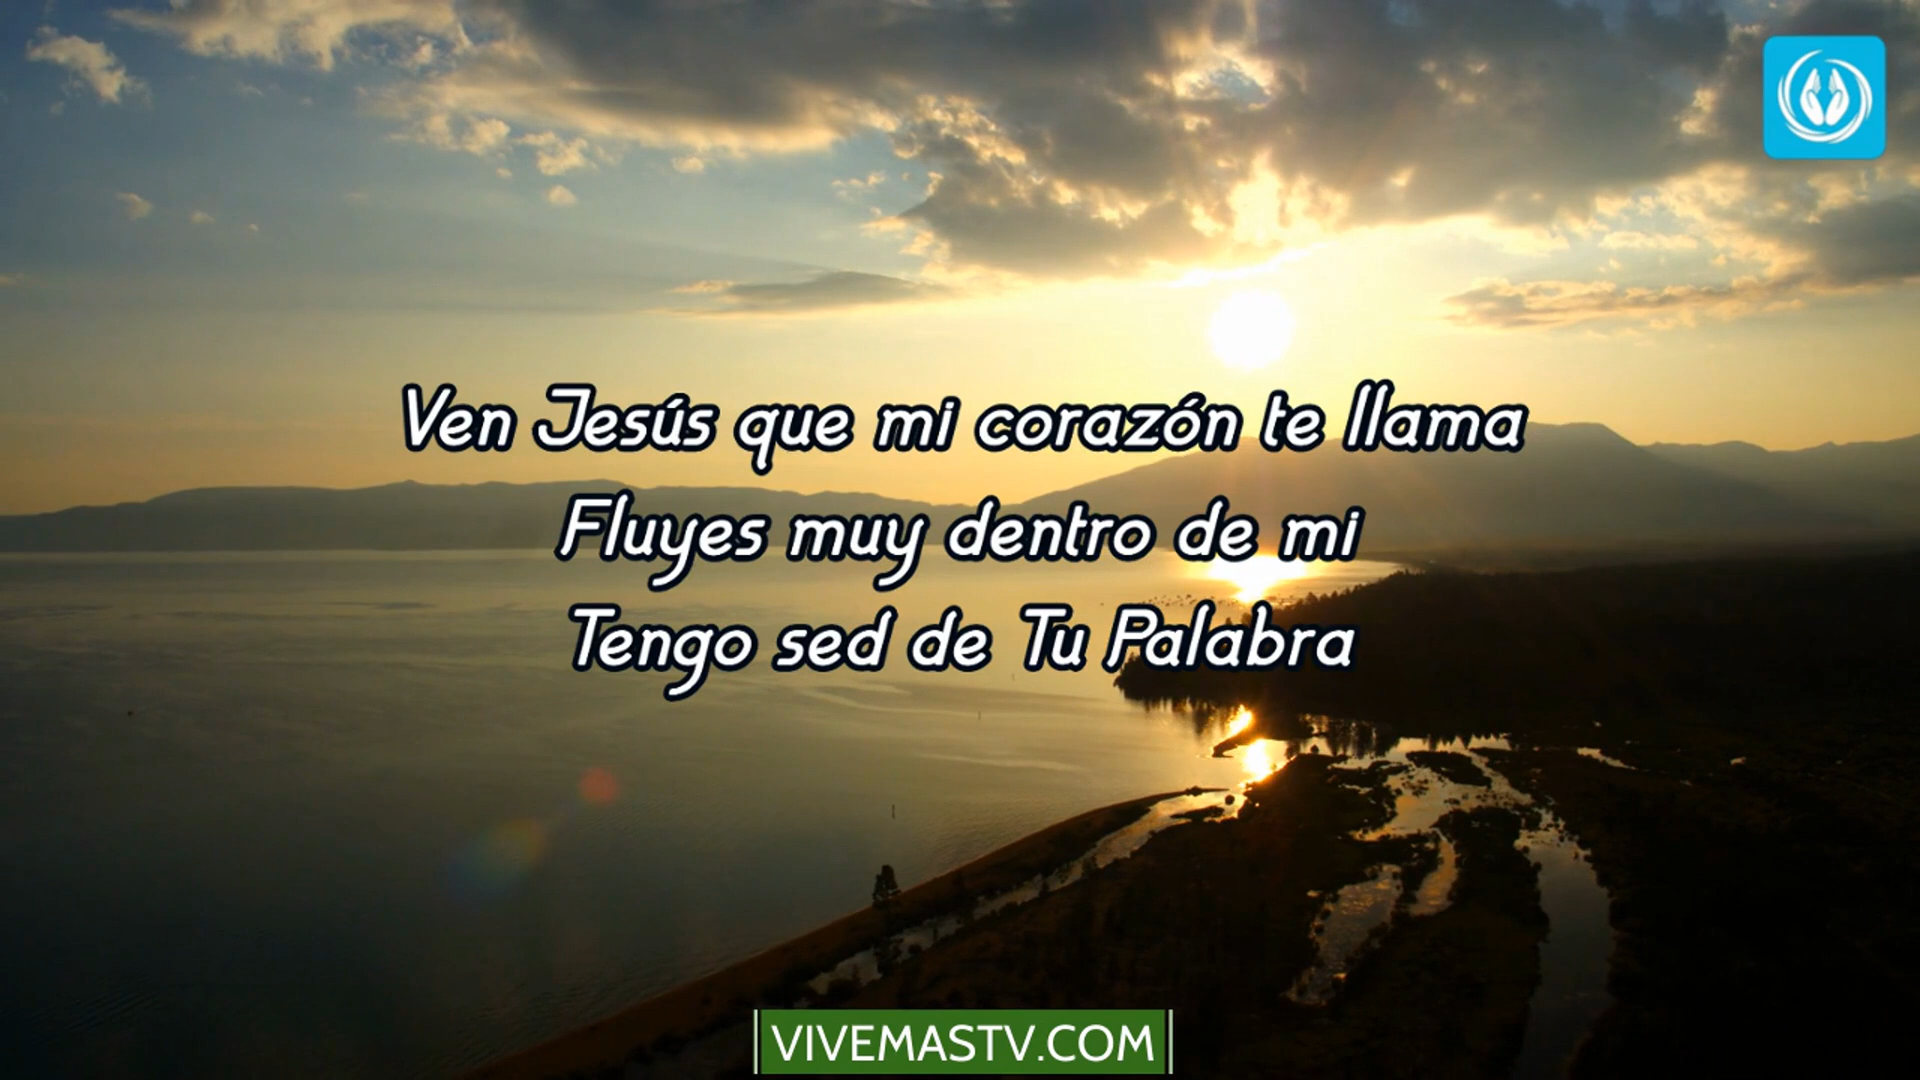 Ven Jesús que mi corazón te llama
Fluyes muy dentro de mi
Tengo sed de Tu Palabra
VIVEMASTV.COM